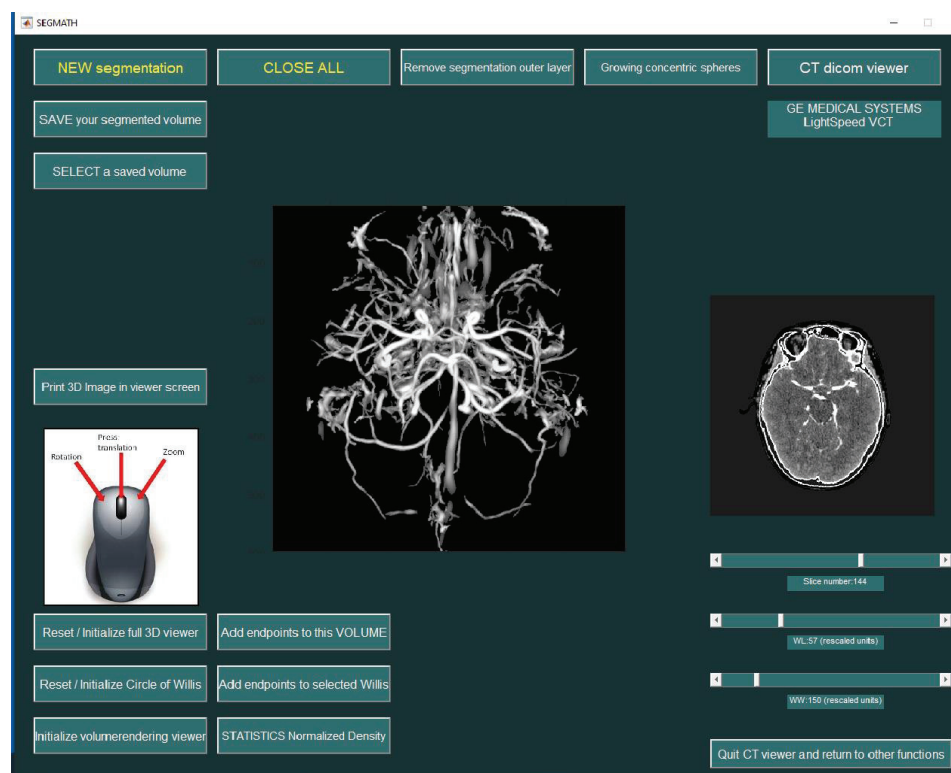 SEGMATH
NEW segmentation
CLOSE ALL
Remove segmentation outer layer
Growing concentric spheres
CT dicom viewer
SAVE your segmented volume
GE MEDICAL SYSTEMS
LightSpeed VCT
SELECT a saved volume
Print 3D Image in viewer screen
Press
translation
Rotation
Zoom
Slice number:144
Reset / Initialize full 3D viewer
Add endpoints to this VOLUME
WL:57 (rescaled units)
Reset / Initialize Circle of Willis
Add endpoints to selected Willis
WW:150 (rescaled units)
Initialize volumerendering viewer
STATISTICS Normalized Density
Quit CT viewer and return to other functions